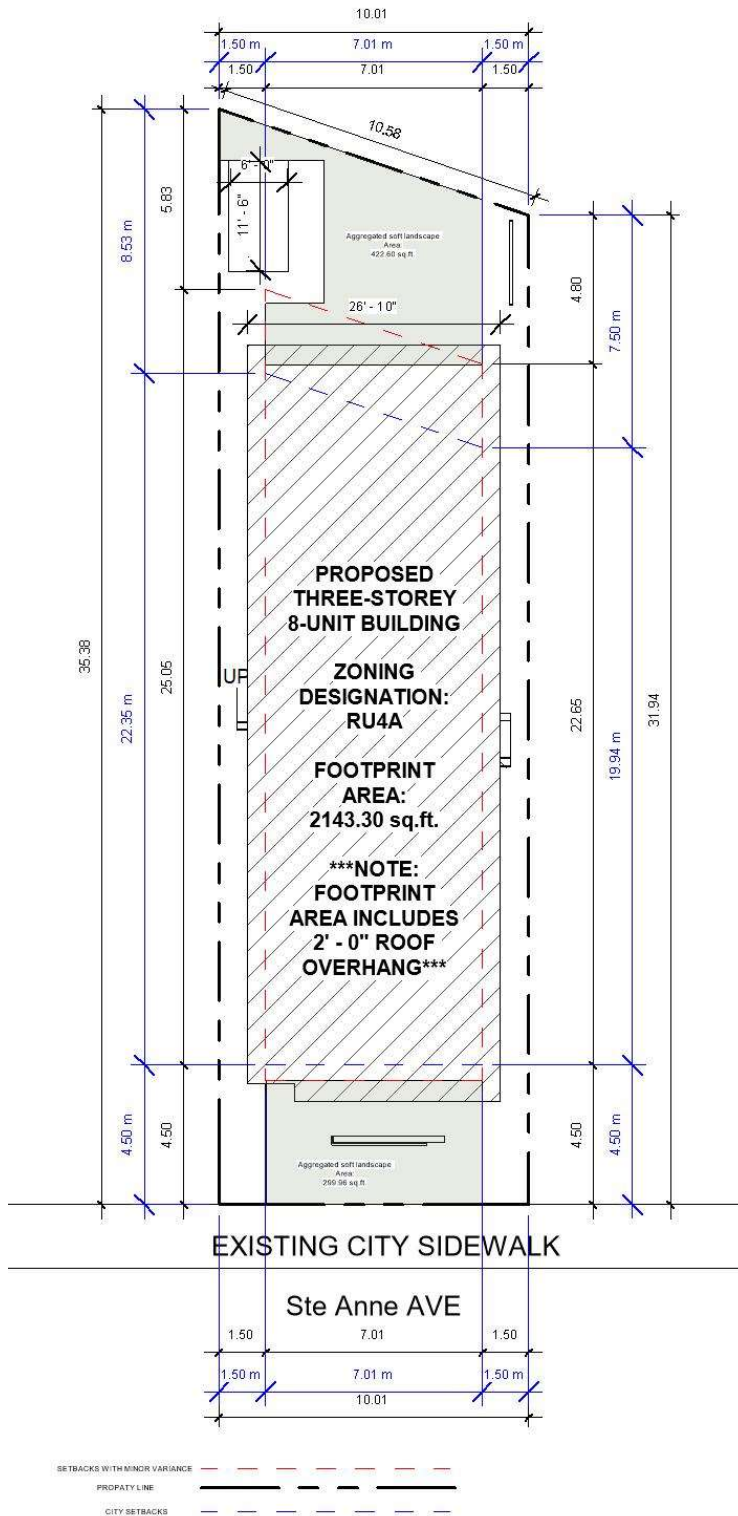 10.01
1.50 m 7.01 m 1.50 m
1.50 7.01 1.50
10.58
6' - 0"
11' - 6"
5.83
8.53 m
Aggregated soft landscape
Area:
422.60 sq.ft
26' - 10"
4.80
7.50 m
PROPOSED
THREE-STOREY
8-UNIT BUILDING
ZONING
DESIGNATION:
RU4A
FOOTPRINT
AREA:
2143.30 sq.ft.
***NOTE:
FOOTPRINT
AREA INCLUDES
2' - 0" ROOF
OVERHANG***
UP
35.38
22.35 m
25.05
22.65
19.94 m
31.94
4.50 m
4.50
4.50
4.50 m
Aggregated soft landscape
Area:
299.96 sq.ft
EXISTING CITY SIDEWALK
Ste Anne AVE
1.50 7.01 1.50
1.50 m 7.01 m 1.50 m
10.01
SETBACKS WITH MINOR VARIANCE
PROPATY LINE
CITY SETBACKS